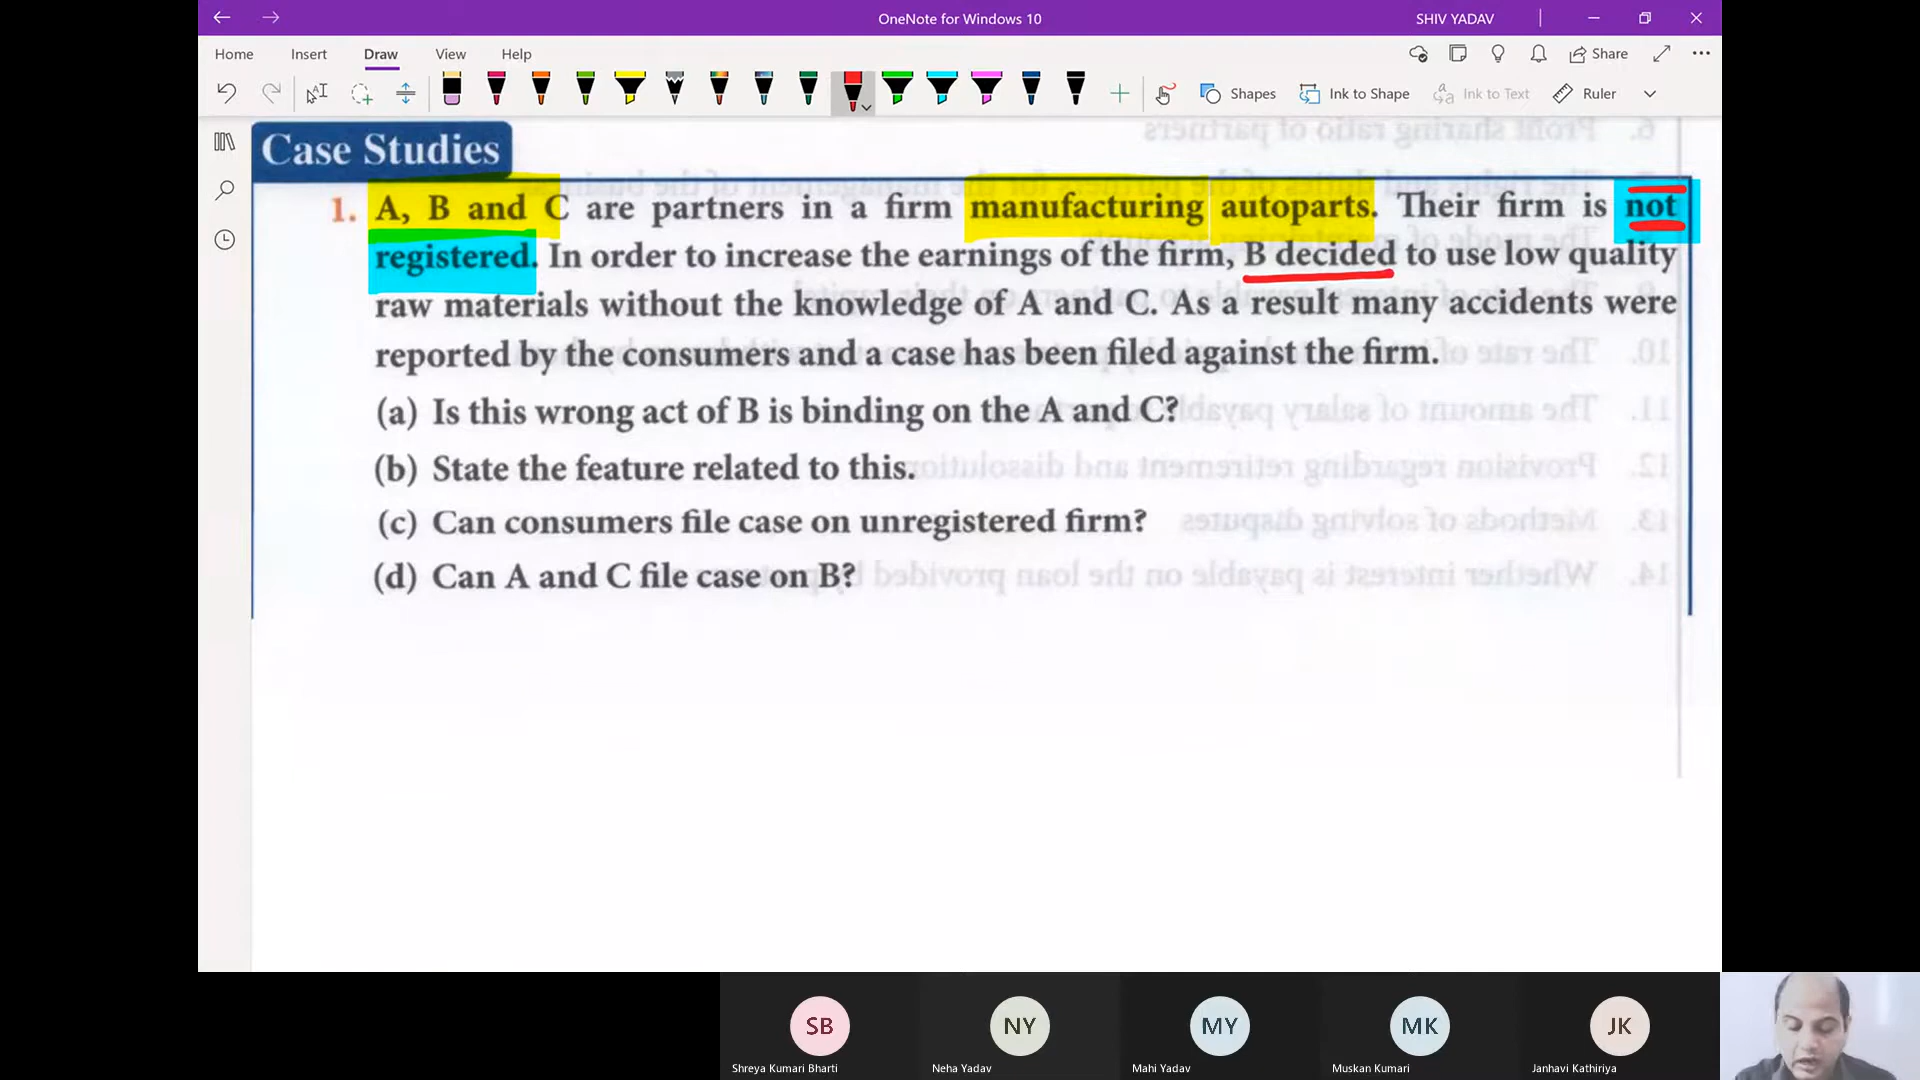 OneNote for Windows 10
SHIV YADAV
Home Insert Draw View Help
Share
Shapes Ink to Shape Ink to Text Ruler
Case Studies
1. A, B and C are partners in a firm manufacturing autoparts. Their firm is not
registered. In order to increase the earnings of the firm, B decided to use low quality
raw materials without the knowledge of A and C. As a result many accidents were
reported by the consumers and a case has been filed against the firm.
(a) Is this wrong act of B is binding on the A and C?
(b) State the feature related to this.
(c) Can consumers file case on unregistered firm?
(d) Can A and C file case on B?
SB NY MY MK JK
Shreya Kumari Bharti Neha Yadav Mahi Yadav Muskan Kumari Janhavi Kathiriya